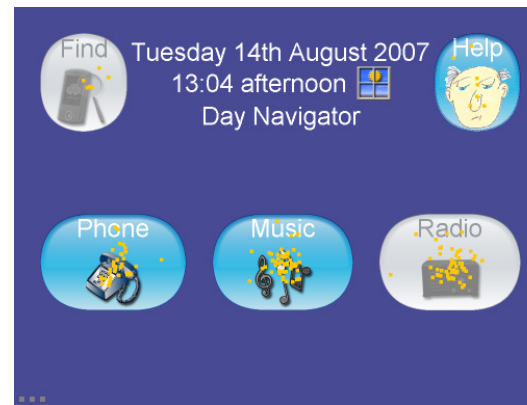 Find
Tuesday 14th August 2007
Help
13:04 afternoon
Day Navigator
Phone
Music
Radio